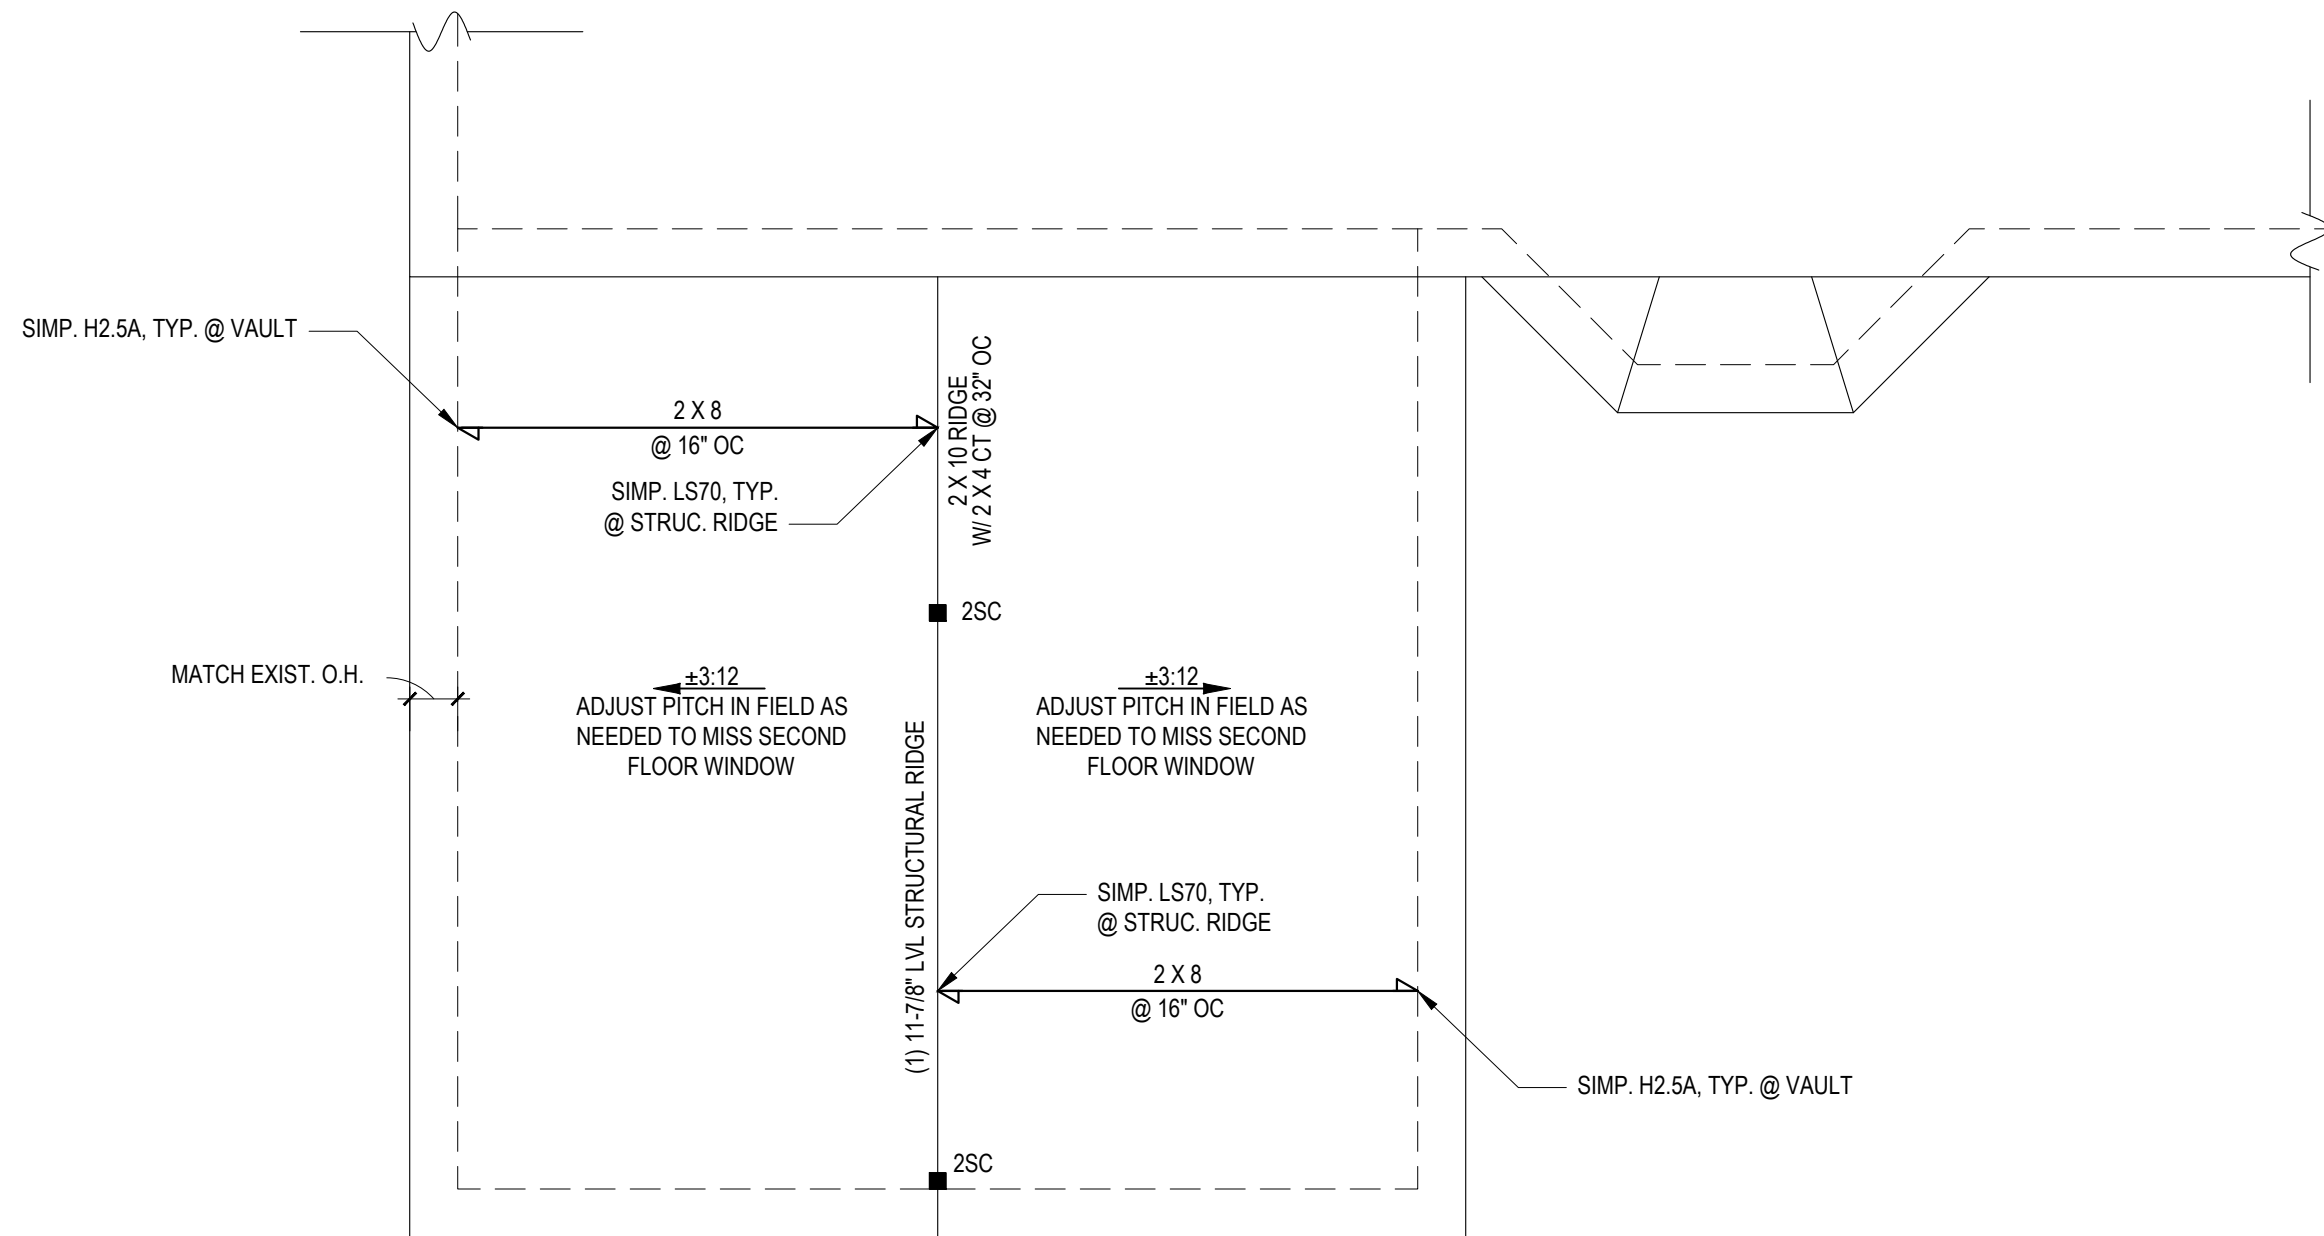 SIMP. H2.5A, TYP. @ VAULT
2 X 8
@ 16" OC
SIMP. LS70, TYP.
@ STRUC. RIDGE
2 X 10 RIDGE
W/ 2 X 4 CT @ 32" OC
2SC
MATCH EXIST. O.H.
±3:12
ADJUST PITCH IN FIELD AS
NEEDED TO MISS SECOND
FLOOR WINDOW
±3:12
ADJUST PITCH IN FIELD AS
NEEDED TO MISS SECOND
FLOOR WINDOW
(1) 11-7/8" LVL STRUCTURAL RIDGE
SIMP. LS70, TYP.
@ STRUC. RIDGE
2 X 8
@ 16" OC
SIMP. H2.5A, TYP. @ VAULT
2SC